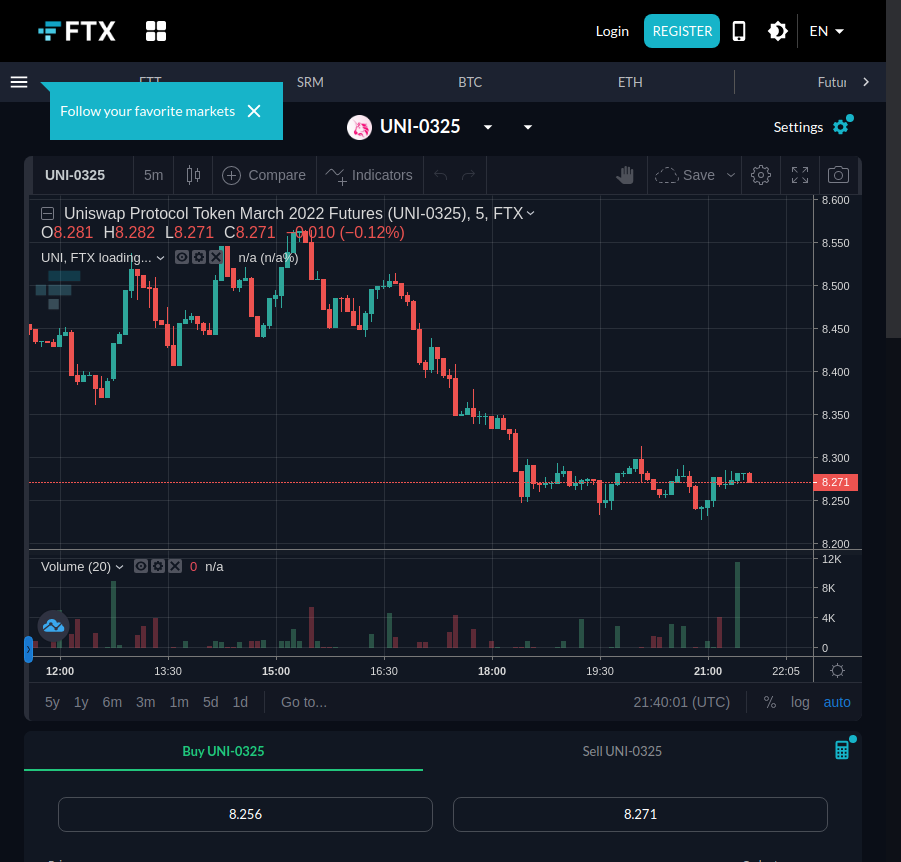 FTX
Login
REGISTER
EN
FTT
SRM
BTC
ETH
Futur
Follow your favorite markets
UNI-0325
Settings
UNI-0325
5m
Compare
Indicators
Save
Uniswap Protocol Token March 2022 Futures (UNI-0325), 5, FTX
O8.281 H8.282 L8.271 C8.271 −0.010 (−0.12%)
UNI, FTX loading...
n/a (n/a%)
8.600
8.550
8.500
8.450
8.400
8.350
8.300
8.271
8.250
8.200
Volume (20)
0 n/a
12K
8K
4K
0
12:00
13:30
15:00
16:30
18:00
19:30
21:00
22:05
5y 1y 6m 3m 1m 5d 1d
Go to...
21:40:01 (UTC)
%
log
auto
Buy UNI-0325
Sell UNI-0325
8.256
8.271